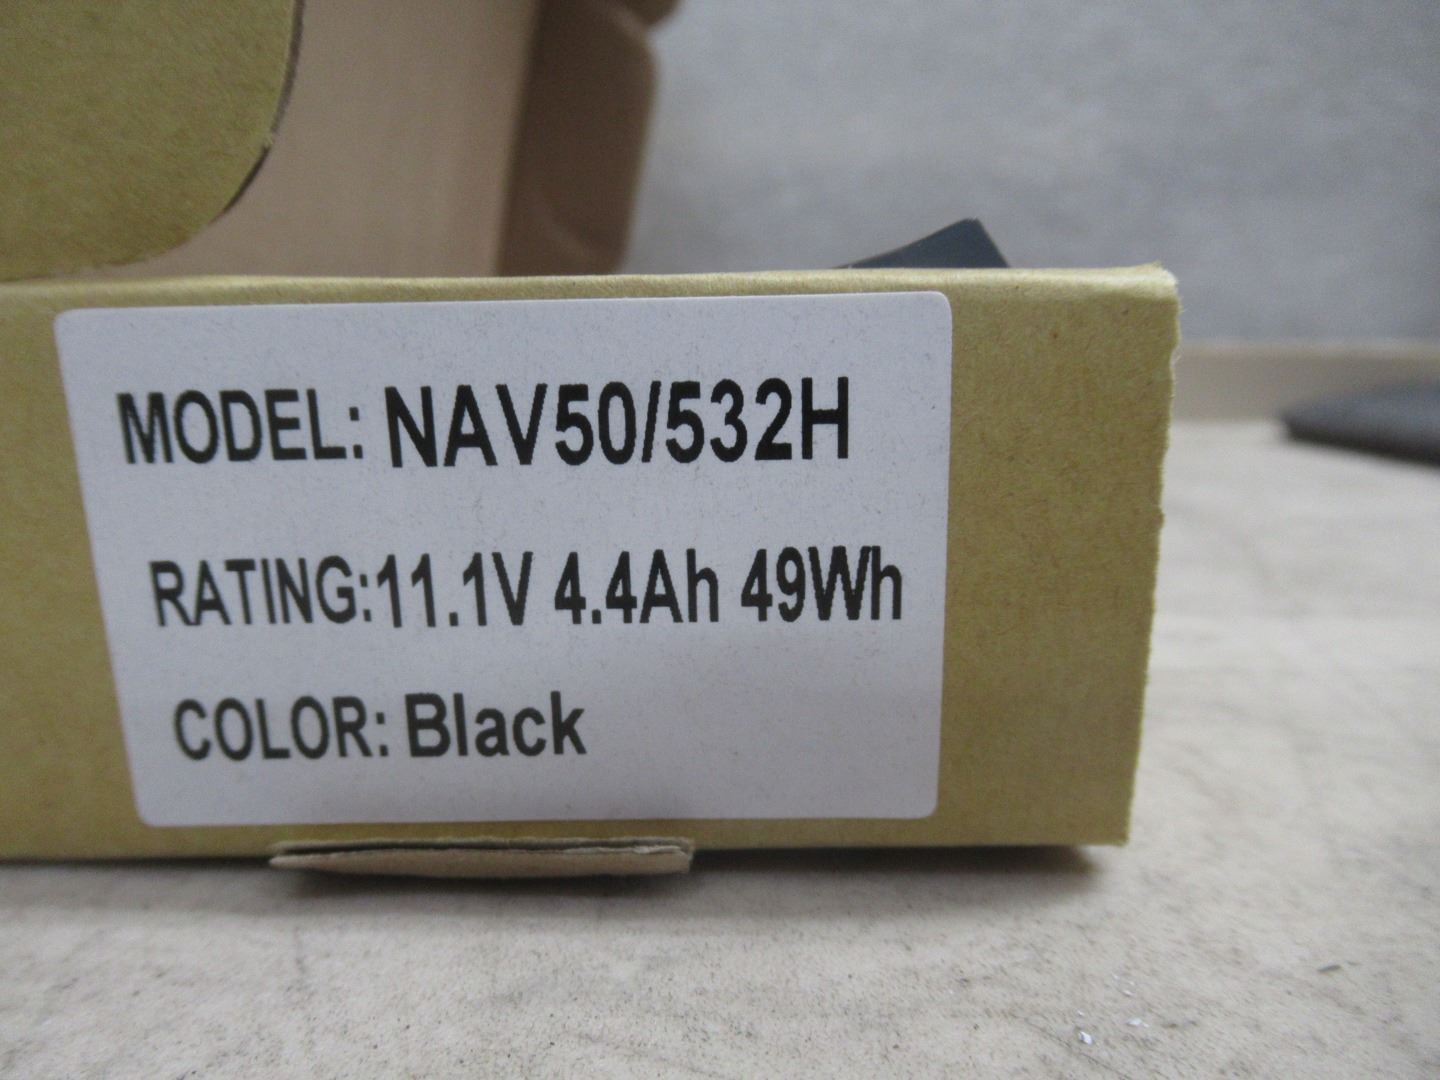 MODEL: NAV50/532H
RATING:11.1V 4.4Ah 49Wh
COLOR: Black